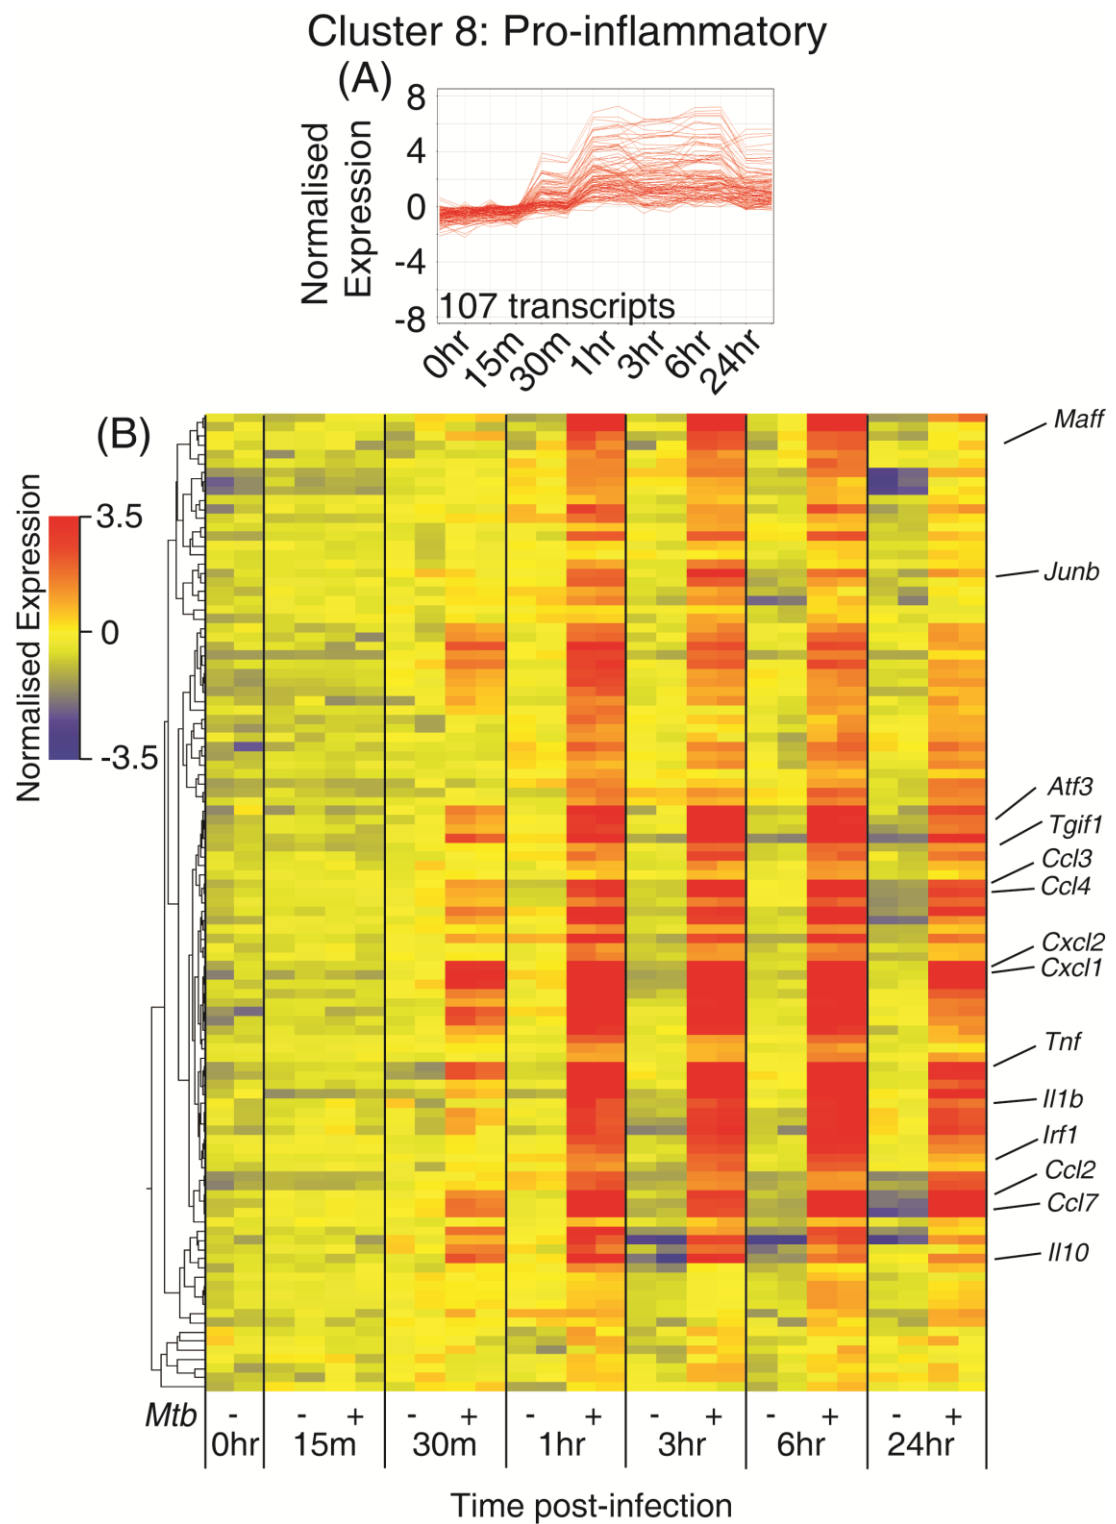 Cluster 8: Pro-inflammatory
(A)
Normalised
Expression
8
4
0
-4
-8
107 transcripts
0hr
15m
30m
1hr
3hr
6hr
24hr
(B)
Normalised Expression
3.5
0
-3.5
Maff
Junb
Atf3
Tgif1
Ccl3
Ccl4
Cxcl2
Cxcl1
Tnf
Il1b
Irf1
Ccl2
Ccl7
Il10
Mtb - - + - + - + - + - + - +
0hr 15m 30m 1hr 3hr 6hr 24hr
Time post-infection